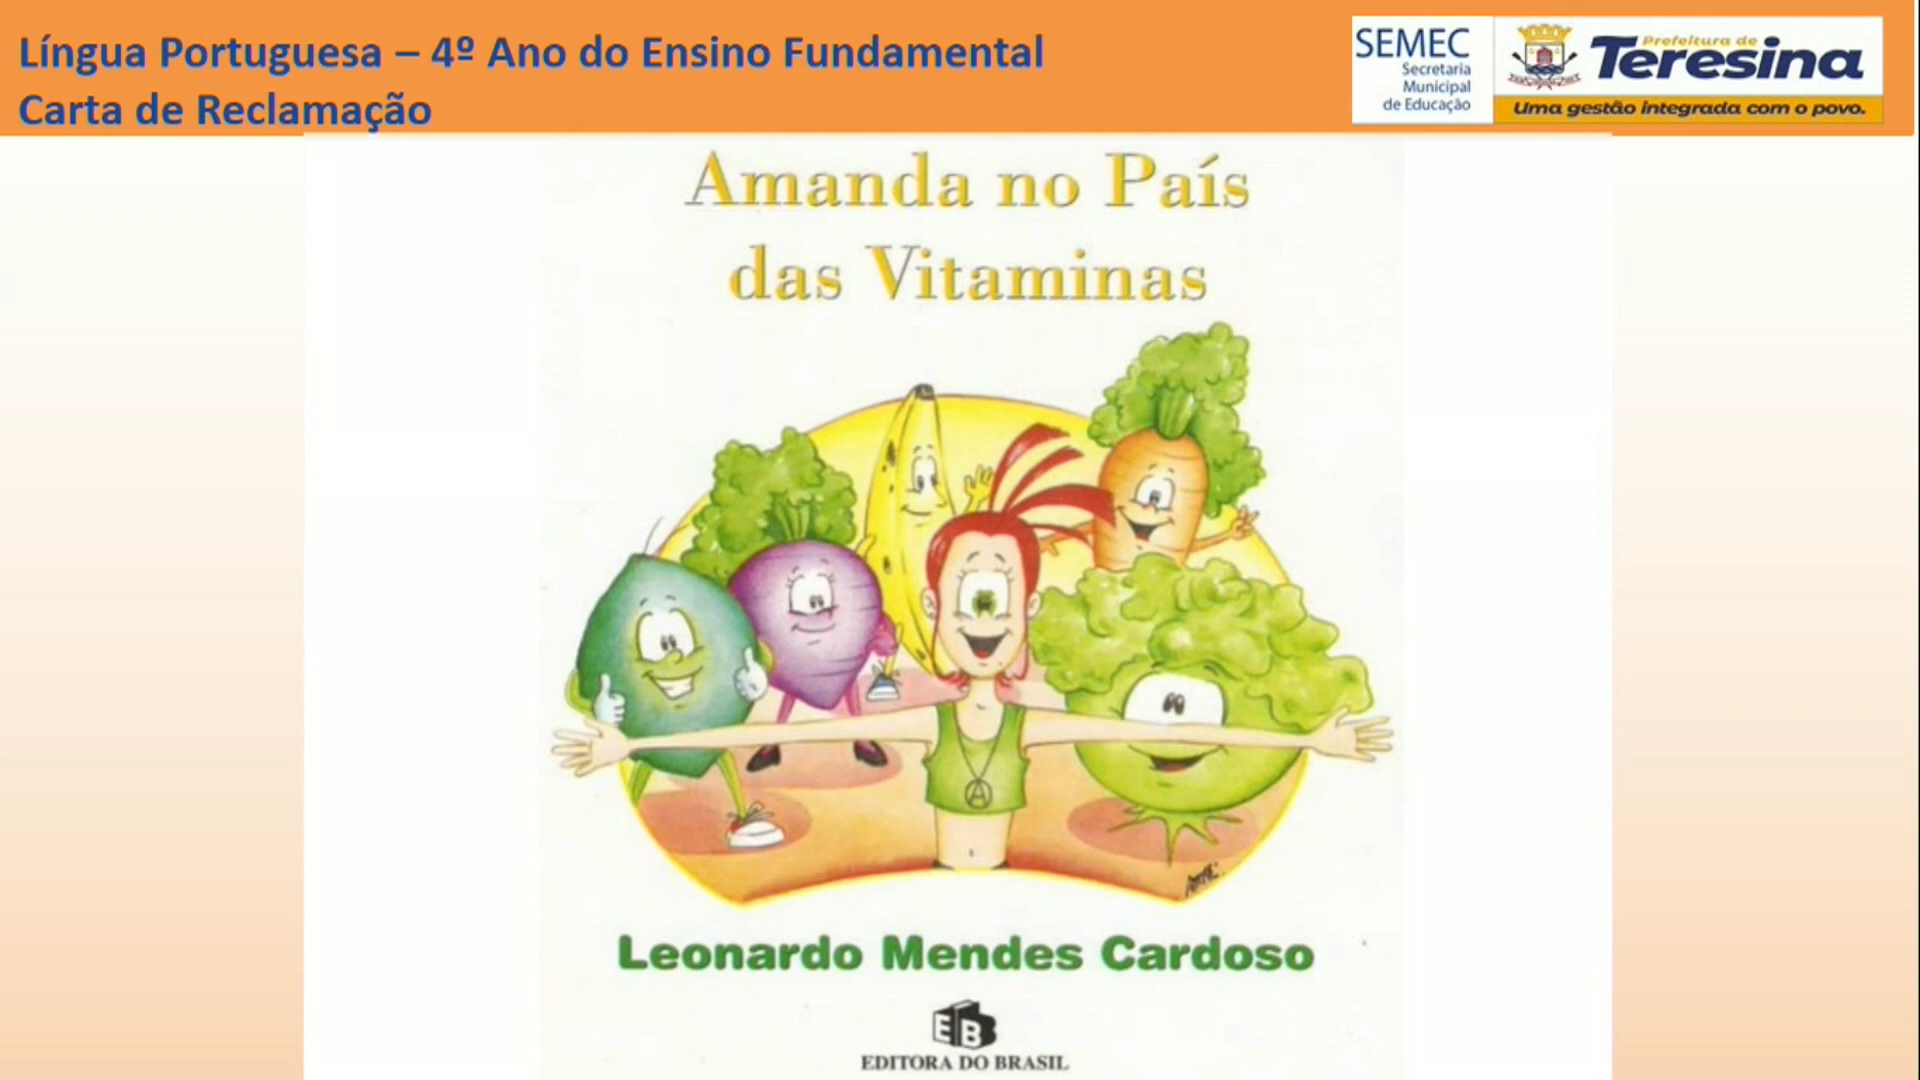 Língua Portuguesa – 4º Ano do Ensino Fundamental
Carta de Reclamação
SEMEC
Secretaria
Municipal
de Educação
Prefeitura de
Teresina
Uma gestão integrada com o povo.
Amanda no País
das Vitaminas
A
Leonardo Mendes Cardoso
EB
EDITORA DO BRASIL